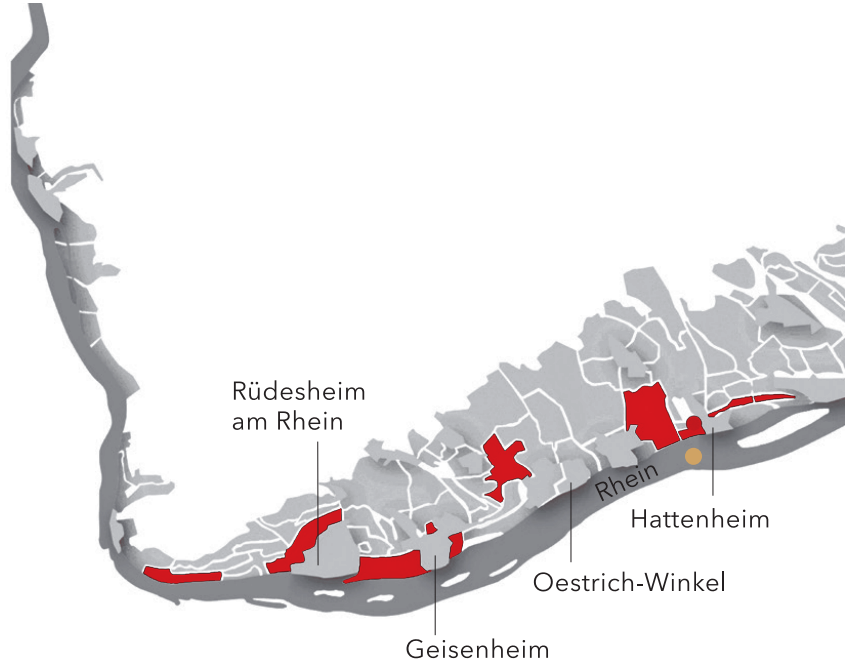 Rüdesheim
am Rhein
Rhein
Hattenheim
Oestrich-Winkel
Geisenheim